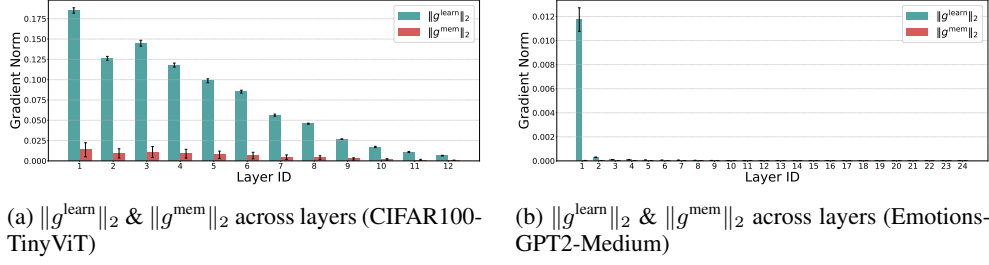 0.175
0.150
0.125
0.100
0.075
0.050
0.025
0.000
Gradient Norm
‖g^learn‖₂
‖g^mem‖₂
1 2 3 4 5 6 7 8 9 10 11 12
Layer ID
0.012
0.010
0.008
0.006
0.004
0.002
0.000
Gradient Norm
‖g^learn‖₂
‖g^mem‖₂
1 2 3 4 5 6 7 8 9 10 11 12 13 14 15 16 17 18 19 20 21 22 23 24
Layer ID
(a) ‖g^learn‖₂ & ‖g^mem‖₂ across layers (CIFAR100-
TinyViT)
(b) ‖g^learn‖₂ & ‖g^mem‖₂ across layers (Emotions-
GPT2-Medium)